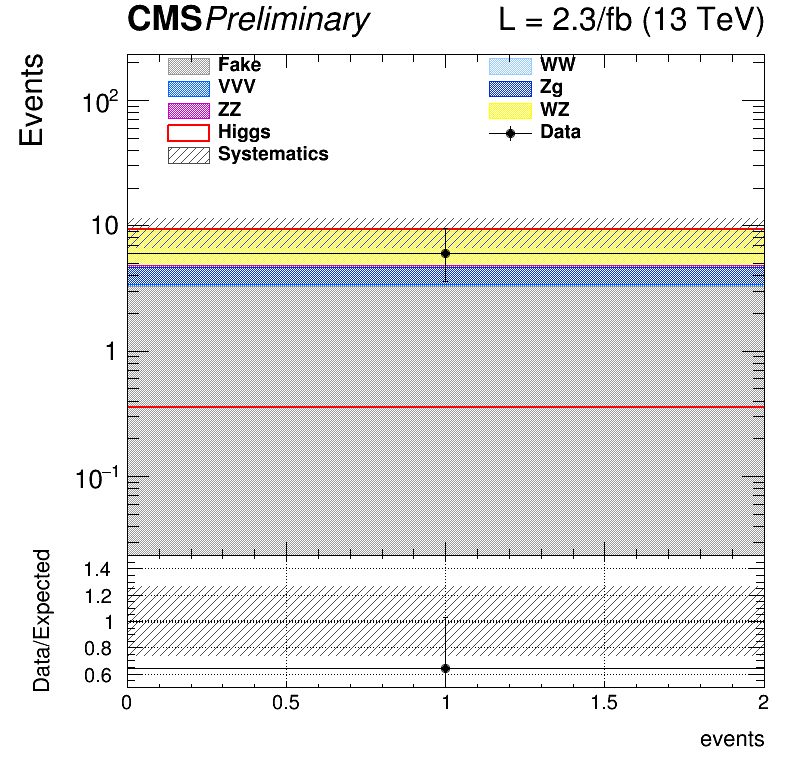 CMSPreliminary L = 2.3/fb (13 TeV)
Events
Fake WW
VVV Zg
ZZ WZ
Higgs Data
Systematics
10²
10
1
10⁻¹
Data/Expected
1.4
1.2
1
0.8
0.6
0 0.5 1 1.5 2
events